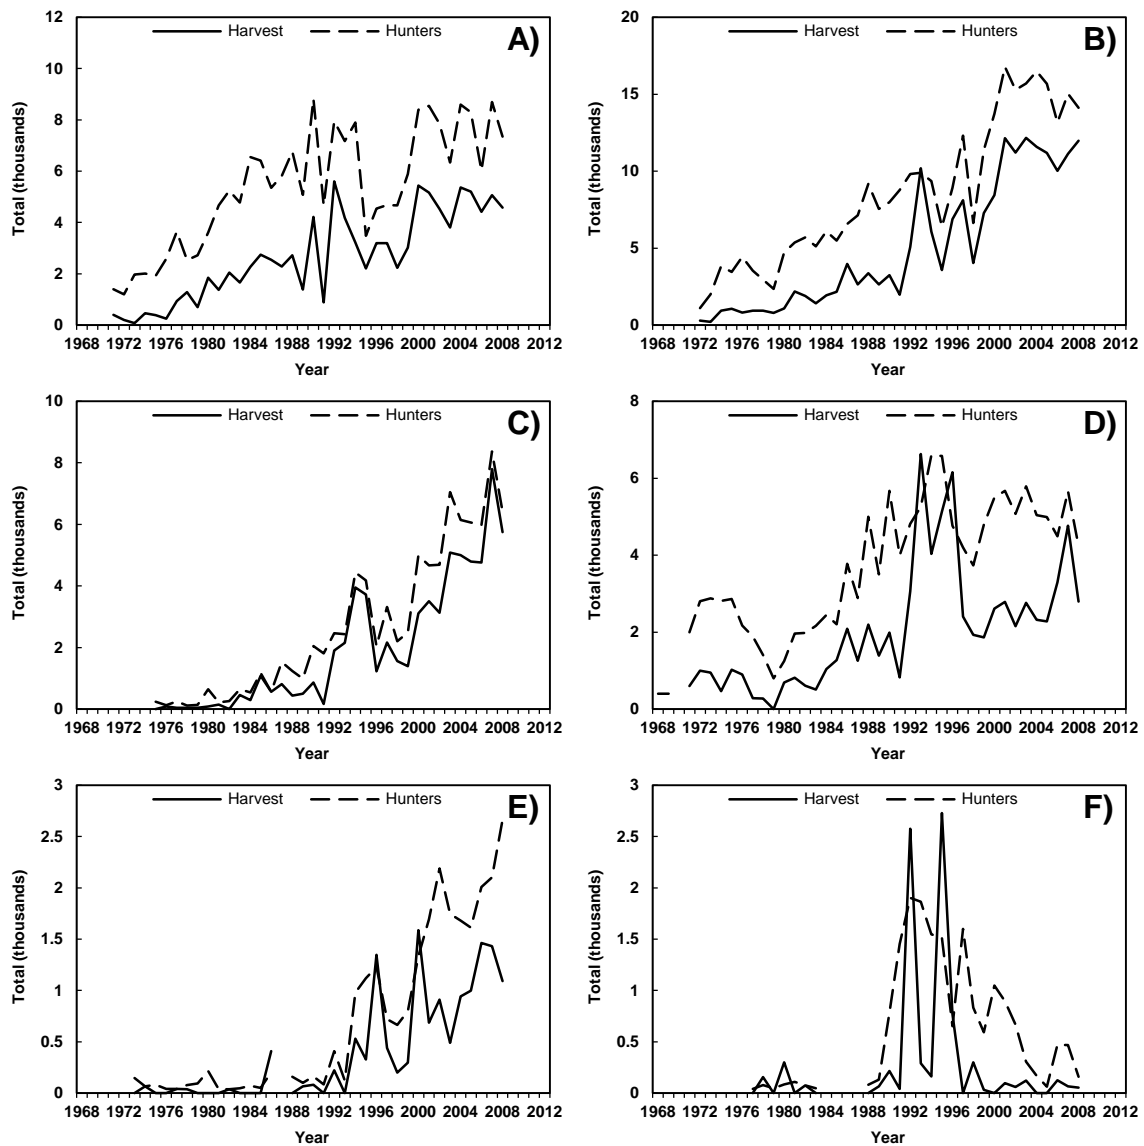 Harvest Hunters A)
Total (thousands)
12
10
8
6
4
2
0
1968 1972 1976 1980 1984 1988 1992 1996 2000 2004 2008 2012
Year
Harvest Hunters B)
Total (thousands)
20
15
10
5
0
1968 1972 1976 1980 1984 1988 1992 1996 2000 2004 2008 2012
Year
Harvest Hunters C)
Total (thousands)
10
8
6
4
2
0
1968 1972 1976 1980 1984 1988 1992 1996 2000 2004 2008 2012
Year
Harvest Hunters D)
Total (thousands)
8
6
4
2
0
1968 1972 1976 1980 1984 1988 1992 1996 2000 2004 2008 2012
Year
Harvest Hunters E)
Total (thousands)
3
2.5
2
1.5
1
0.5
0
1968 1972 1976 1980 1984 1988 1992 1996 2000 2004 2008 2012
Year
Harvest Hunters F)
Total (thousands)
3
2.5
2
1.5
1
0.5
0
1968 1972 1976 1980 1984 1988 1992 1996 2000 2004 2008 2012
Year